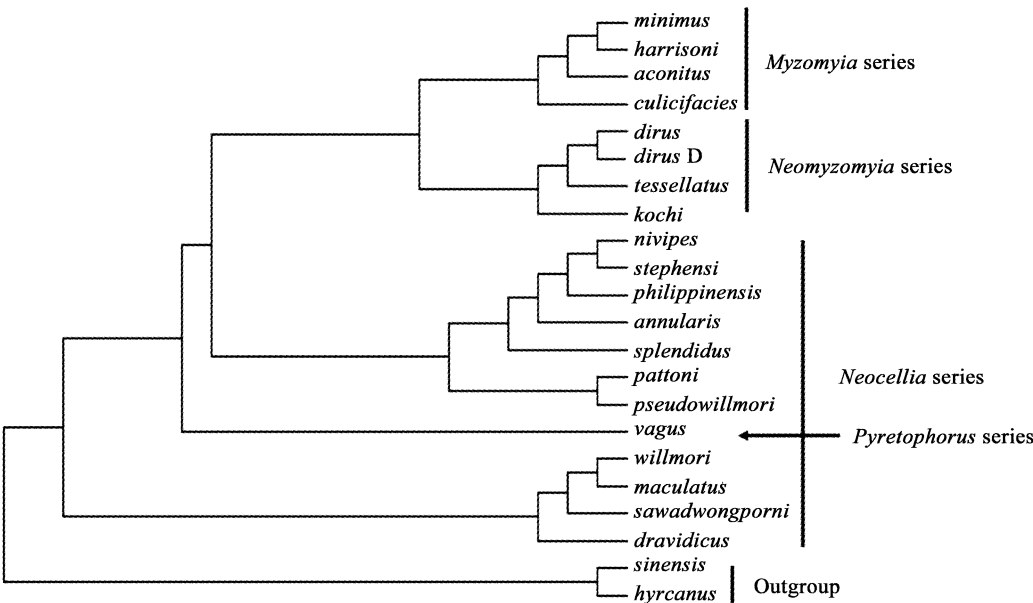 minimus
harrisoni
aconitus
culicifacies
Myzomyia series
dirus
dirus D
tessellatus
kochi
Neomyzomyia series
nivipes
stephensi
philippinensis
annularis
splendidus
pattoni
pseudowillmori
Neocellia series
vagus
Pyretophorus series
willmori
maculatus
sawadwongporni
dravidicus
sinensis
hyrcanus
Outgroup